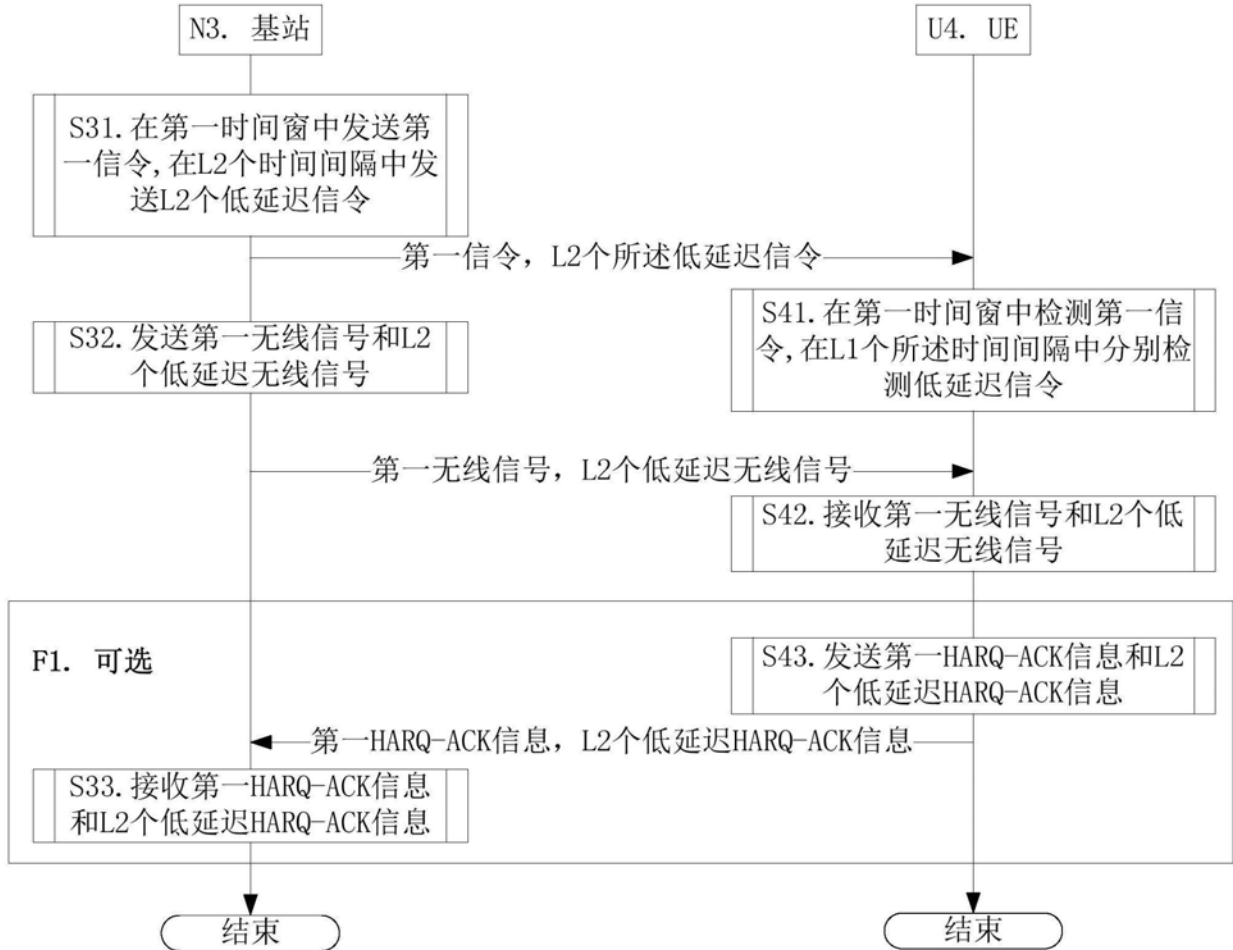 N3. 基站
U4. UE
S31.在第一时间窗中发送第
一信令,在L2个时间间隔中发
送L2个低延迟信令
第一信令，L2个所述低延迟信令
S41.在第一时间窗中检测第一信
令,在L1个所述时间间隔中分别检
测低延迟信令
S32.发送第一无线信号和L2
个低延迟无线信号
第一无线信号，L2个低延迟无线信号
S42.接收第一无线信号和L2个低
延迟无线信号
F1. 可选
S43.发送第一HARQ-ACK信息和L2
个低延迟HARQ-ACK信息
第一HARQ-ACK信息，L2个低延迟HARQ-ACK信息
S33.接收第一HARQ-ACK信息
和L2个低延迟HARQ-ACK信息
结束
结束